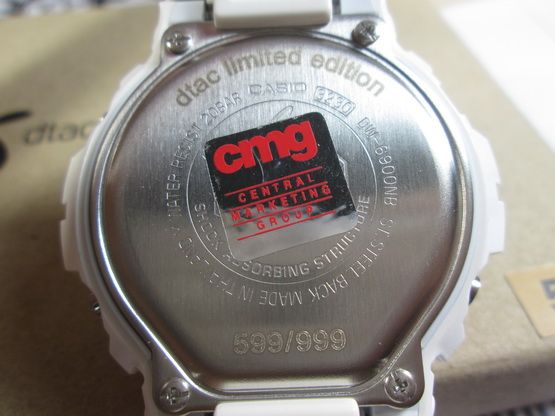 dtac limited edition
WATER RESIST 20BAR CASIO 3230 DW-6900NB ST. STEEL BACK MADE IN THAILAND
SHOCK ABSORBING STRUCTURE
cmg
CENTRAL
MARKETING
GROUP
599/999
dtac